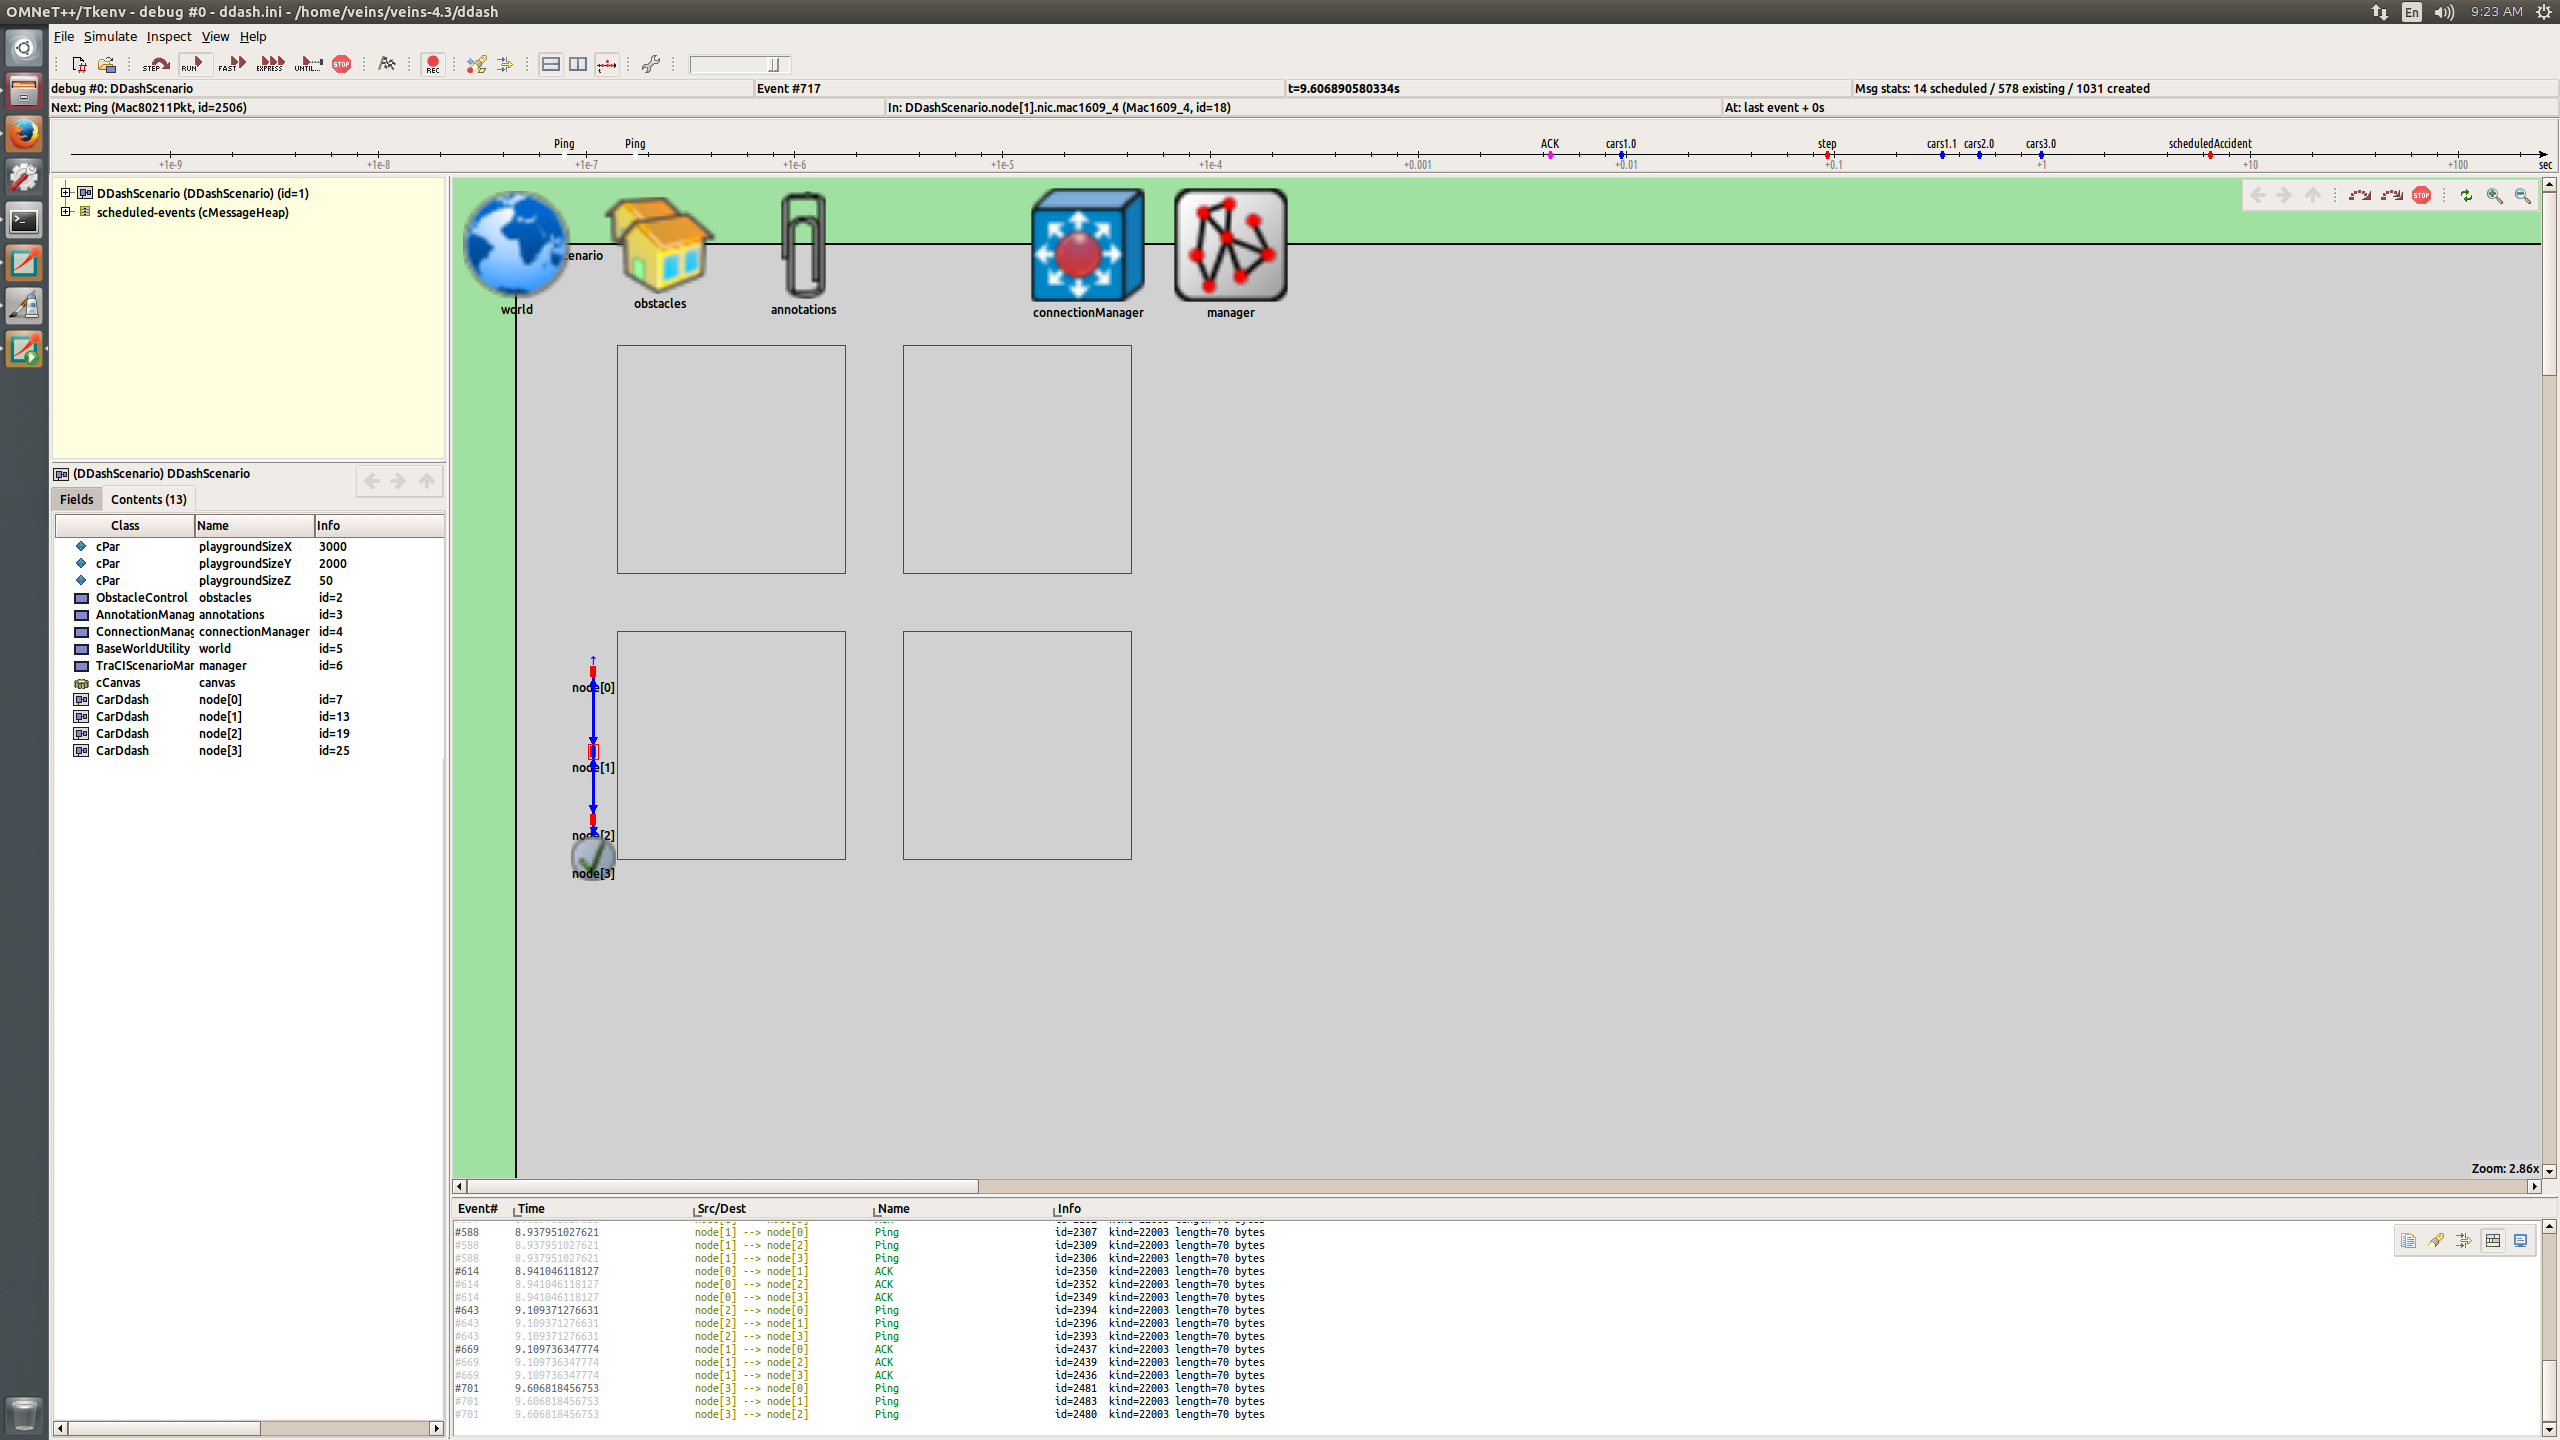 OMNeT++/Tkenv - debug #0 - ddash.ini - /home/veins/veins-4.3/ddash
En 9:23 AM
File Simulate Inspect View Help
STEP RUN FAST EXPRESS UNTIL... STOP REC
debug #0: DDashScenario Event #717 t=9.606890580334s Msg stats: 14 scheduled / 578 existing / 1031 created
Next: Ping (Mac80211Pkt, id=2506) In: DDashScenario.node[1].nic.mac1609_4 (Mac1609_4, id=18) At: last event + 0s
Ping Ping ACK cars1.0 step cars1.1 cars2.0 cars3.0 scheduledAccident
+1e-9 +1e-8 +1e-7 +1e-6 +1e-5 +1e-4 +0.001 +0.01 +0.1 +1 +10 +100 sec
DDashScenario (DDashScenario) (id=1)
scheduled-events (cMessageHeap)
(DDashScenario) DDashScenario
Fields Contents (13)
Class Name Info
cPar playgroundSizeX 3000
cPar playgroundSizeY 2000
cPar playgroundSizeZ 50
ObstacleControl obstacles id=2
AnnotationManag annotations id=3
ConnectionManag connectionManager id=4
BaseWorldUtility world id=5
TraCIScenarioMar manager id=6
cCanvas canvas
CarDdash node[0] id=7
CarDdash node[1] id=13
CarDdash node[2] id=19
CarDdash node[3] id=25
STOP
enario
world
obstacles
annotations
connectionManager
manager
node[0]
node[1]
node[2]
node[3]
Zoom: 2.86x
Event# Time Src/Dest Name Info
#588 8.937951027621 node[1] --> node[0] Ping id=2307 kind=22003 length=70 bytes
#588 8.937951027621 node[1] --> node[2] Ping id=2309 kind=22003 length=70 bytes
#588 8.937951027621 node[1] --> node[3] Ping id=2306 kind=22003 length=70 bytes
#614 8.941046118127 node[0] --> node[1] ACK id=2350 kind=22003 length=70 bytes
#614 8.941046118127 node[0] --> node[2] ACK id=2352 kind=22003 length=70 bytes
#614 8.941046118127 node[0] --> node[3] ACK id=2349 kind=22003 length=70 bytes
#643 9.109371276631 node[2] --> node[0] Ping id=2394 kind=22003 length=70 bytes
#643 9.109371276631 node[2] --> node[1] Ping id=2396 kind=22003 length=70 bytes
#643 9.109371276631 node[2] --> node[3] Ping id=2393 kind=22003 length=70 bytes
#669 9.109736347774 node[1] --> node[0] ACK id=2437 kind=22003 length=70 bytes
#669 9.109736347774 node[1] --> node[2] ACK id=2439 kind=22003 length=70 bytes
#669 9.109736347774 node[1] --> node[3] ACK id=2436 kind=22003 length=70 bytes
#701 9.606818456753 node[3] --> node[0] Ping id=2481 kind=22003 length=70 bytes
#701 9.606818456753 node[3] --> node[1] Ping id=2483 kind=22003 length=70 bytes
#701 9.606818456753 node[3] --> node[2] Ping id=2480 kind=22003 length=70 bytes